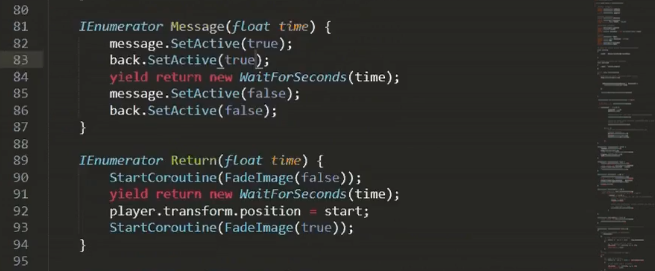 80
81 IEnumerator Message(float time) {
82 message.SetActive(true);
83 back.SetActive(true);
84 yield return new WaitForSeconds(time);
85 message.SetActive(false);
86 back.SetActive(false);
87 }
88
89 IEnumerator Return(float time) {
90 StartCoroutine(FadeImage(false));
91 yield return new WaitForSeconds(time);
92 player.transform.position = start;
93 StartCoroutine(FadeImage(true));
94 }
95